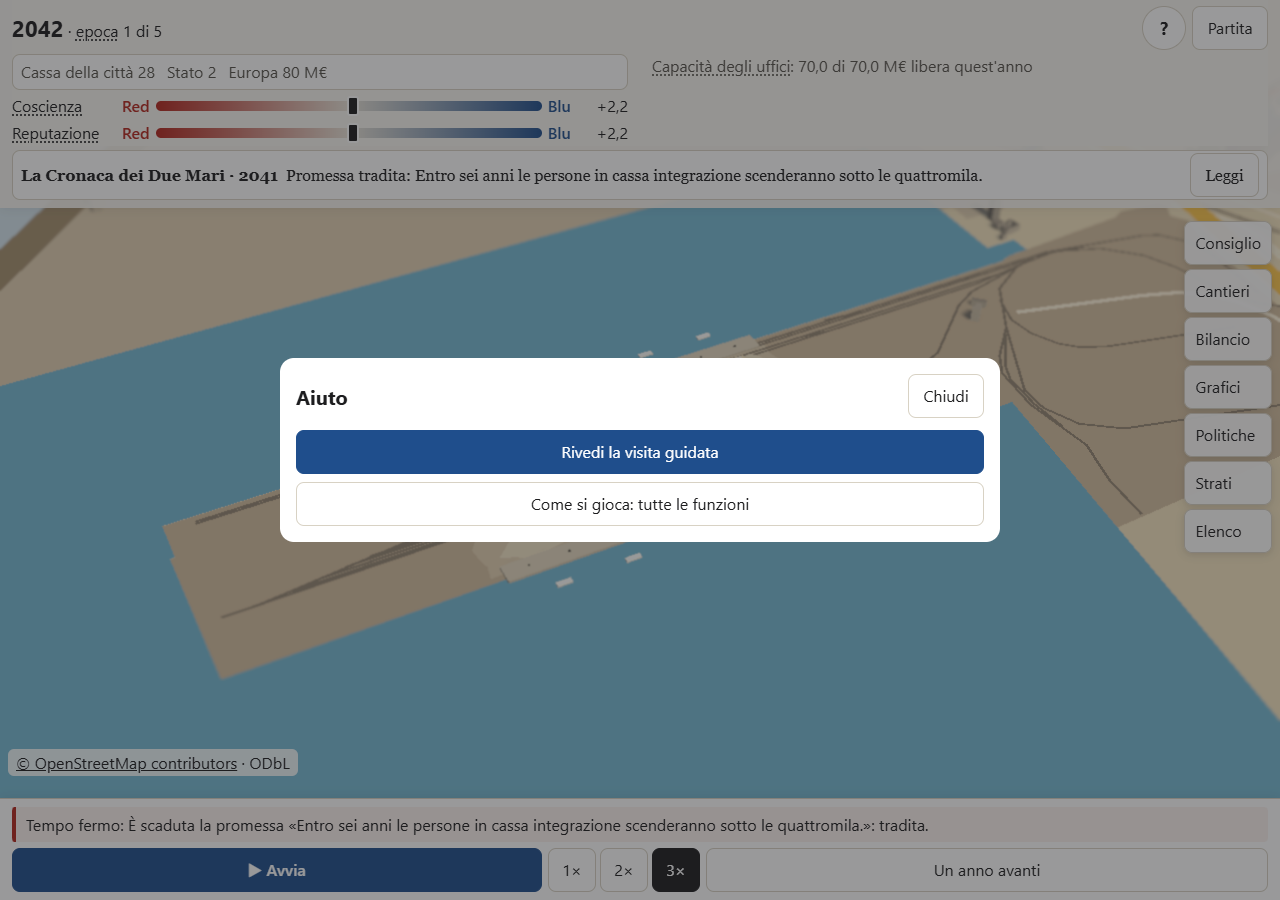 2042 · epoca 1 di 5
?
Partita
Cassa della città 28 Stato 2 Europa 80 M€
Capacità degli uffici: 70,0 di 70,0 M€ libera quest'anno
Coscienza Red Blu +2,2
Reputazione Red Blu +2,2
La Cronaca dei Due Mari · 2041 Promessa tradita: Entro sei anni le persone in cassa integrazione scenderanno sotto le quattromila.
Leggi
Consiglio
Cantieri
Bilancio
Grafici
Politiche
Strati
Elenco
Aiuto
Chiudi
Rivedi la visita guidata
Come si gioca: tutte le funzioni
© OpenStreetMap contributors · ODbL
Tempo fermo: È scaduta la promessa «Entro sei anni le persone in cassa integrazione scenderanno sotto le quattromila.»: tradita.
▶ Avvia
1×
2×
3×
Un anno avanti